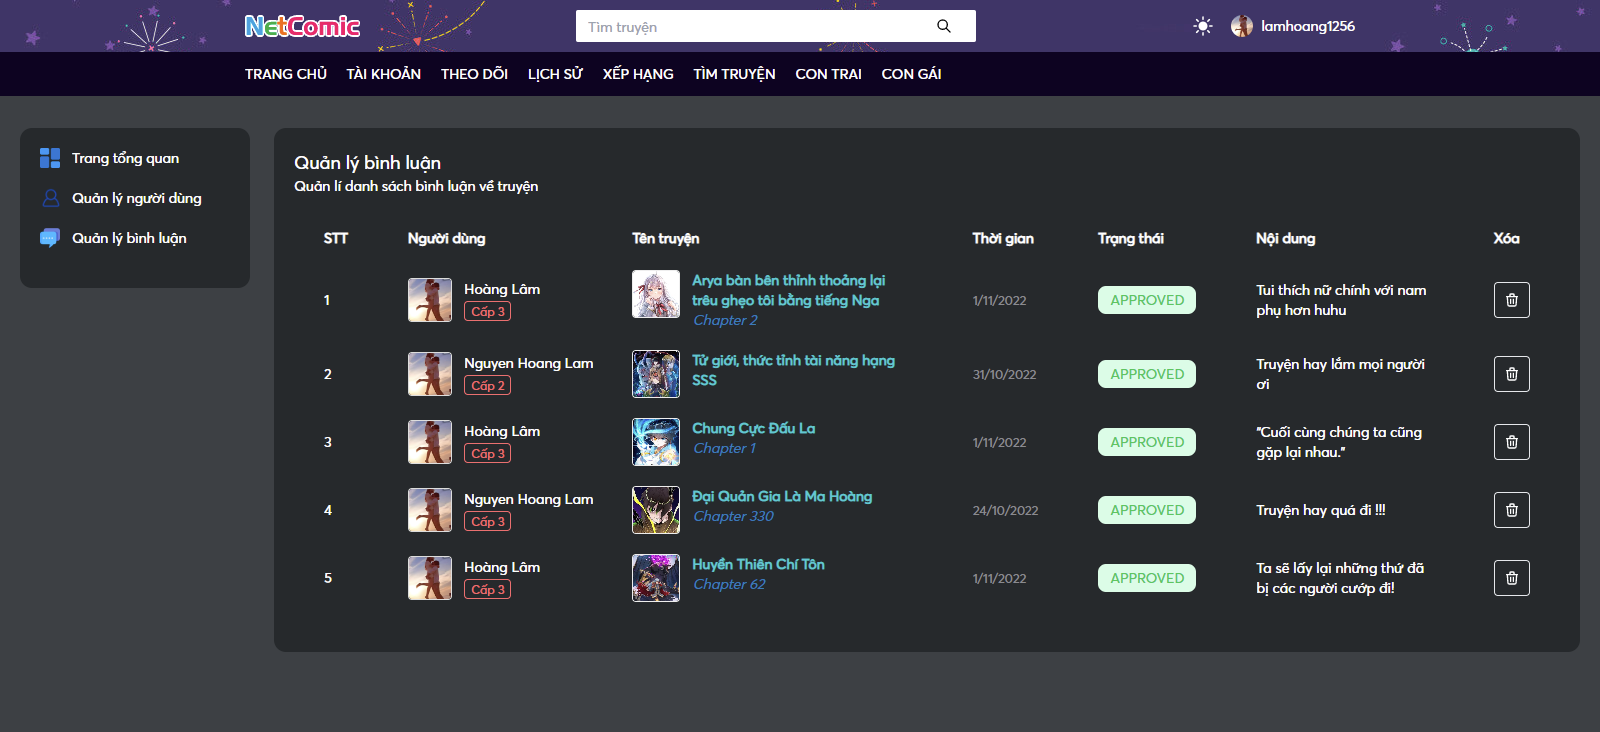 NetComic
Tìm truyện
lamhoang1256
TRANG CHỦ TÀI KHOẢN THEO DÕI LỊCH SỬ XẾP HẠNG TÌM TRUYỆN CON TRAI CON GÁI
Trang tổng quan
Quản lý người dùng
Quản lý bình luận
Quản lý bình luận
Quản lí danh sách bình luận về truyện
STT Người dùng Tên truyện Thời gian Trạng thái Nội dung Xóa
1
Hoàng Lâm
Cấp 3
Arya bàn bên thỉnh thoảng lại
trêu ghẹo tôi bằng tiếng Nga
Chapter 2
1/11/2022
APPROVED
Tui thích nữ chính với nam
phụ hơn huhu
2
Nguyen Hoang Lam
Cấp 2
Tử giới, thức tỉnh tài năng hạng
SSS
31/10/2022
APPROVED
Truyện hay lắm mọi người
ơi
3
Hoàng Lâm
Cấp 3
Chung Cực Đấu La
Chapter 1
1/11/2022
APPROVED
"Cuối cùng chúng ta cũng
gặp lại nhau."
4
Nguyen Hoang Lam
Cấp 3
Đại Quản Gia Là Ma Hoàng
Chapter 330
24/10/2022
APPROVED
Truyện hay quá đi !!!
5
Hoàng Lâm
Cấp 3
Huyền Thiên Chí Tôn
Chapter 62
1/11/2022
APPROVED
Ta sẽ lấy lại những thứ đã
bị các người cướp đi!